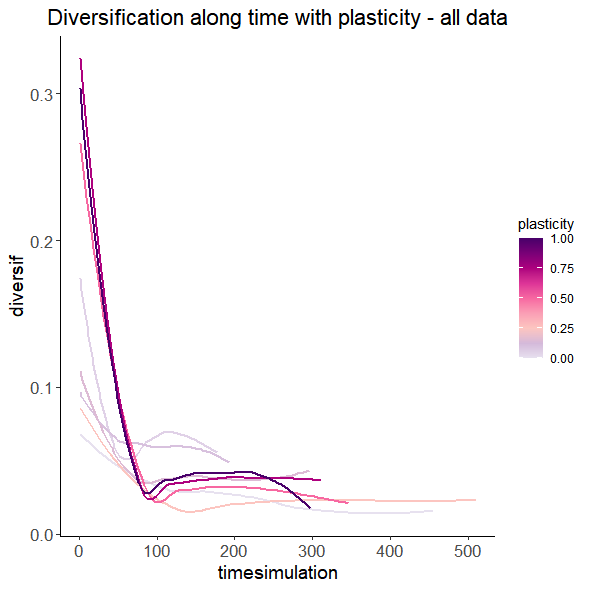 Diversification along time with plasticity - all data
diversif
0.3
0.2
0.1
0.0
0 100 200 300 400 500
timesimulation
plasticity
1.00
0.75
0.50
0.25
0.00